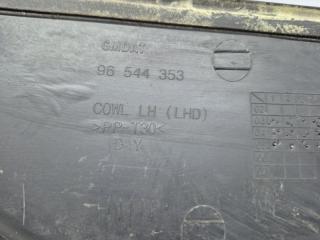 GMDAT
96 544 353
COWL LH (LHD)
>PP-T30<